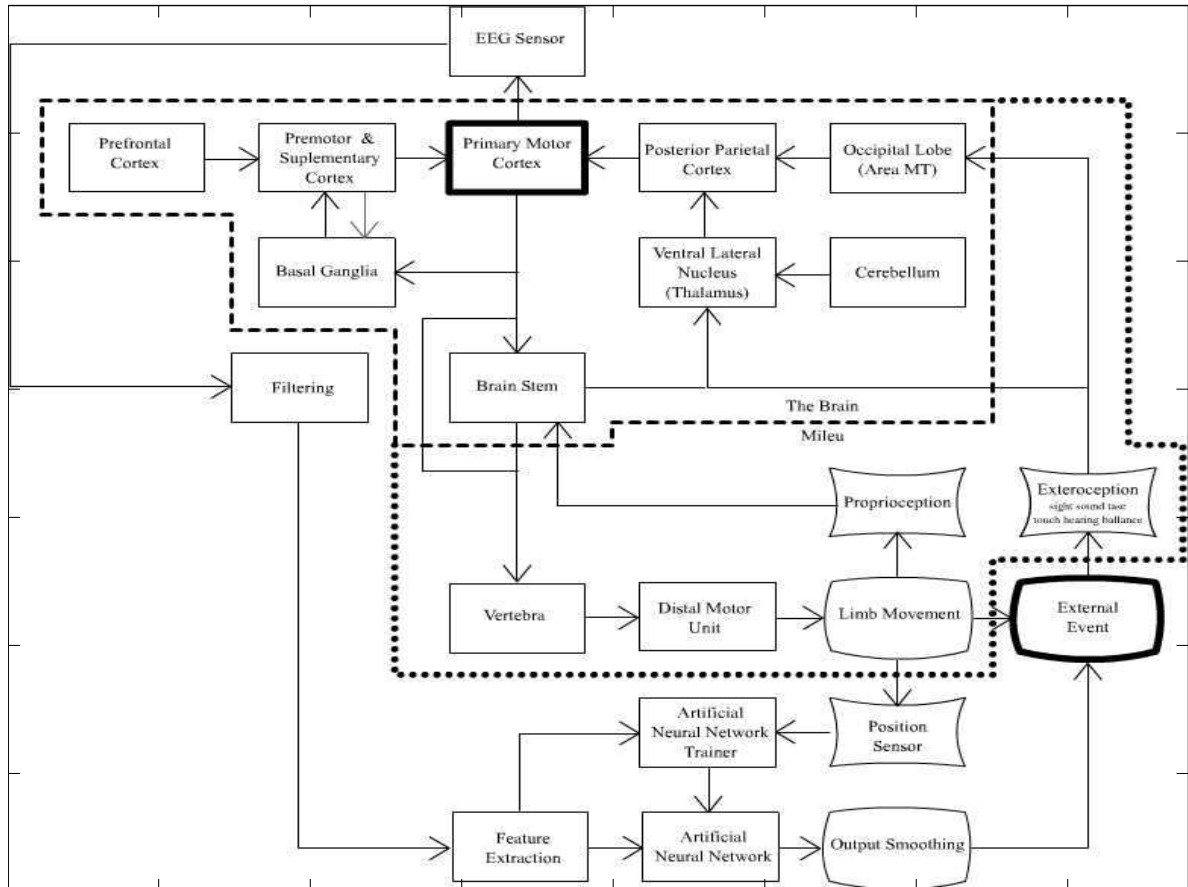 EEG Sensor
Prefrontal
Cortex
Premotor &
Suplementary
Cortex
Primary Motor
Cortex
Posterior Parietal
Cortex
Occipital Lobe
(Area MT)
Basal Ganglia
Ventral Lateral
Nucleus
(Thalamus)
Cerebellum
Filtering
Brain Stem
The Brain
Mileu
Proprioception
Exteroception
sight sound tase
touch hearing ballance
Vertebra
Distal Motor
Unit
Limb Movement
External
Event
Artificial
Neural Network
Trainer
Position
Sensor
Feature
Extraction
Artificial
Neural Network
Output Smoothing